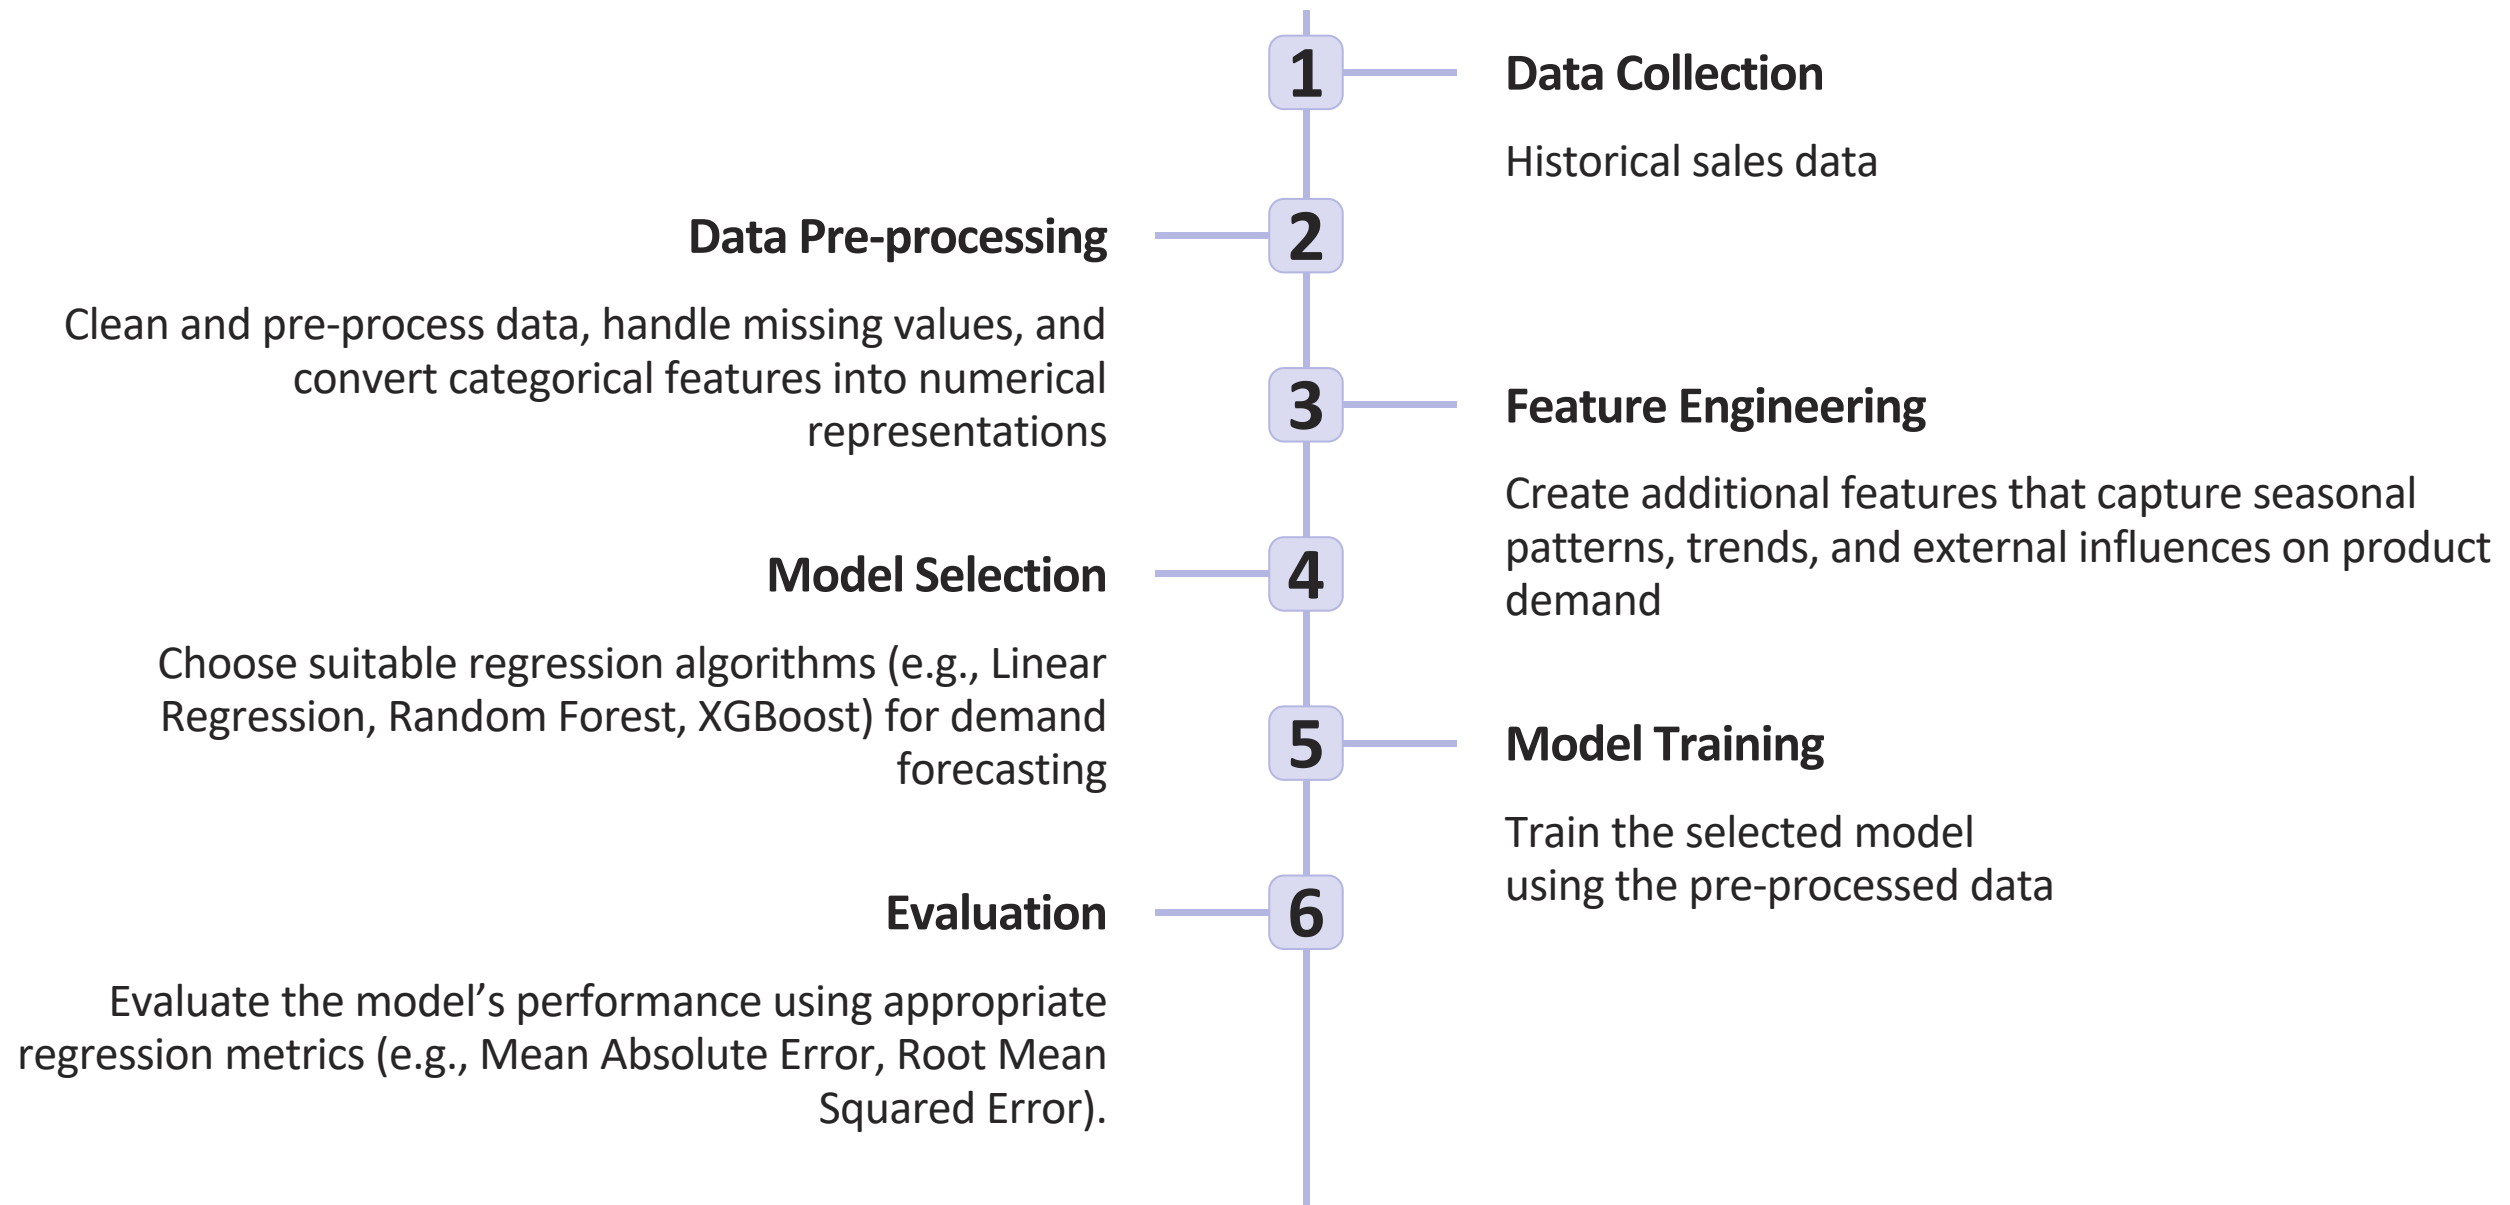 1
Data Collection
Historical sales data
2
Data Pre-processing
Clean and pre-process data, handle missing values, and
convert categorical features into numerical
representations
3
Feature Engineering
Create additional features that capture seasonal
patterns, trends, and external influences on product
demand
4
Model Selection
Choose suitable regression algorithms (e.g., Linear
Regression, Random Forest, XGBoost) for demand
forecasting
5
Model Training
Train the selected model
using the pre-processed data
6
Evaluation
Evaluate the model’s performance using appropriate
regression metrics (e.g., Mean Absolute Error, Root Mean
Squared Error).